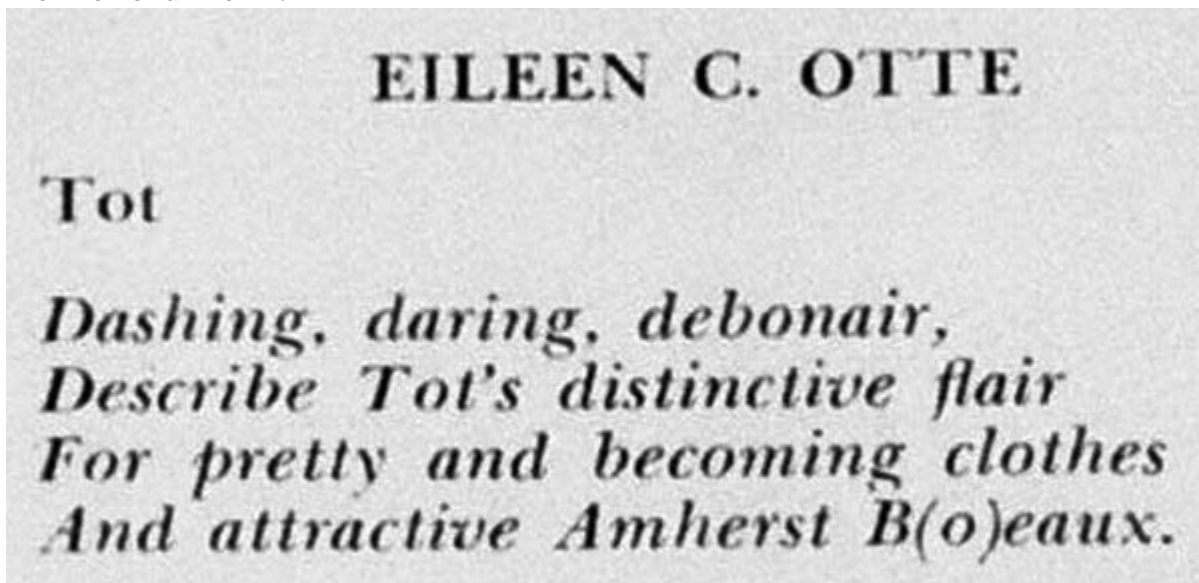 EILEEN C. OTTE
Tot
Dashing, daring, debonair,
Describe Tot's distinctive flair
For pretty and becoming clothes
And attractive Amherst B(o)eaux.